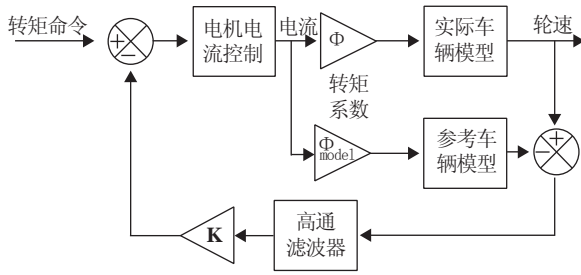 转矩命令
+
−
电机电
流控制
电流
Φ
实际车
辆模型
轮速
转矩
系数
Φ
model
参考车
辆模型
+
−
K
高通
滤波器